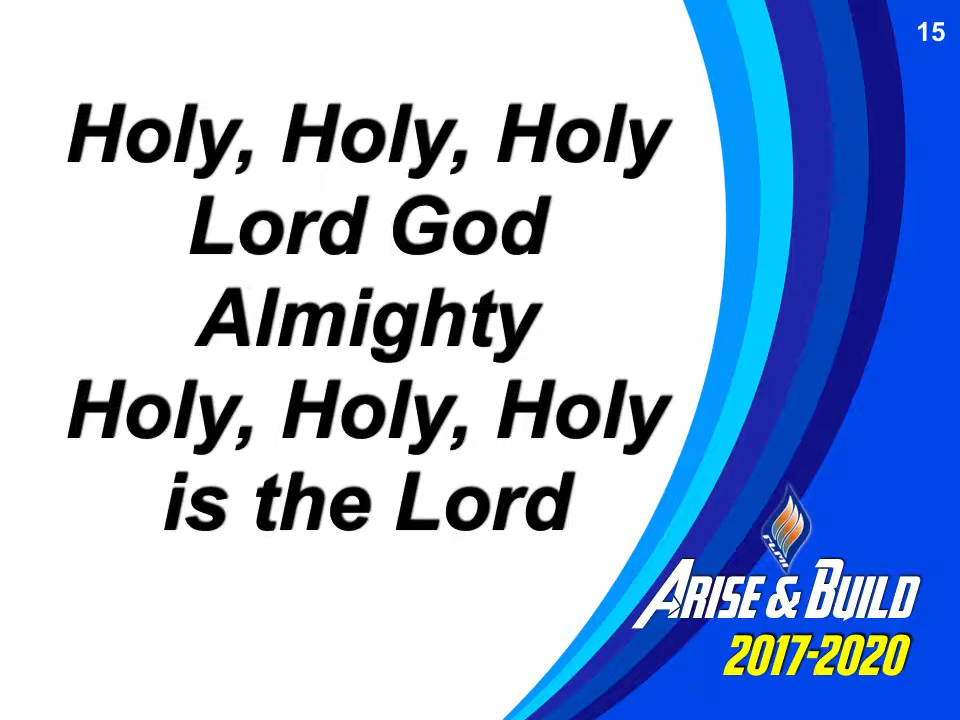 15
Holy, Holy, Holy
Lord God
Almighty
Holy, Holy, Holy
is the Lord
ARISE & BUILD
2017-2020